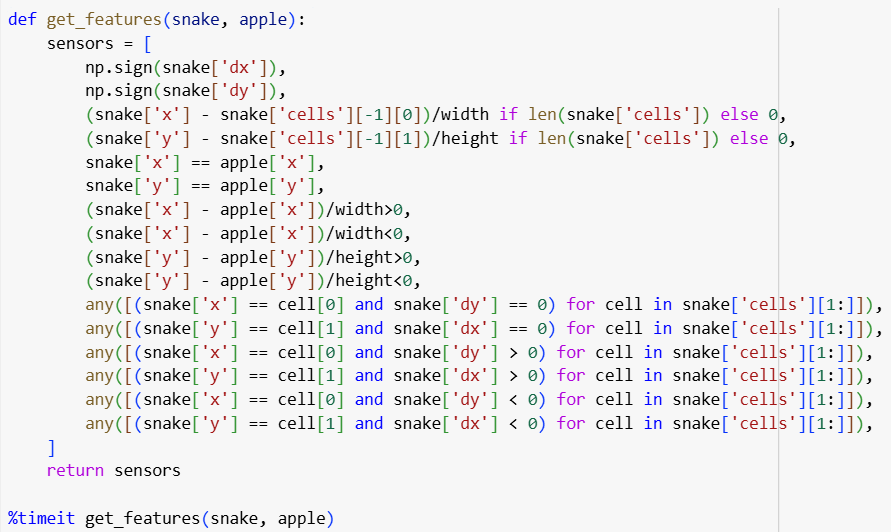 def get_features(snake, apple):
    sensors = [
        np.sign(snake['dx']),
        np.sign(snake['dy']),
        (snake['x'] - snake['cells'][-1][0])/width if len(snake['cells']) else 0,
        (snake['y'] - snake['cells'][-1][1])/height if len(snake['cells']) else 0,
        snake['x'] == apple['x'],
        snake['y'] == apple['y'],
        (snake['x'] - apple['x'])/width>0,
        (snake['x'] - apple['x'])/width<0,
        (snake['y'] - apple['y'])/height>0,
        (snake['y'] - apple['y'])/height<0,
        any([(snake['x'] == cell[0] and snake['dy'] == 0) for cell in snake['cells'][1:]]),
        any([(snake['y'] == cell[1] and snake['dx'] == 0) for cell in snake['cells'][1:]]),
        any([(snake['x'] == cell[0] and snake['dy'] > 0) for cell in snake['cells'][1:]]),
        any([(snake['y'] == cell[1] and snake['dx'] > 0) for cell in snake['cells'][1:]]),
        any([(snake['x'] == cell[0] and snake['dy'] < 0) for cell in snake['cells'][1:]]),
        any([(snake['y'] == cell[1] and snake['dx'] < 0) for cell in snake['cells'][1:]]),
    ]
    return sensors

%timeit get_features(snake, apple)